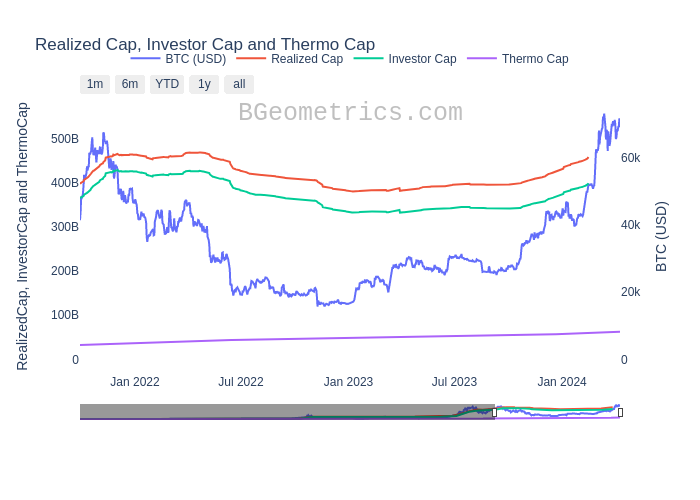 Realized Cap, Investor Cap and Thermo Cap
BTC (USD) Realized Cap Investor Cap Thermo Cap
1m 6m YTD 1y all
BGeometrics.com
RealizedCap, InvestorCap and ThermoCap
500B
400B
300B
200B
100B
0
60k
40k
20k
0
BTC (USD)
Jan 2022 Jul 2022 Jan 2023 Jul 2023 Jan 2024